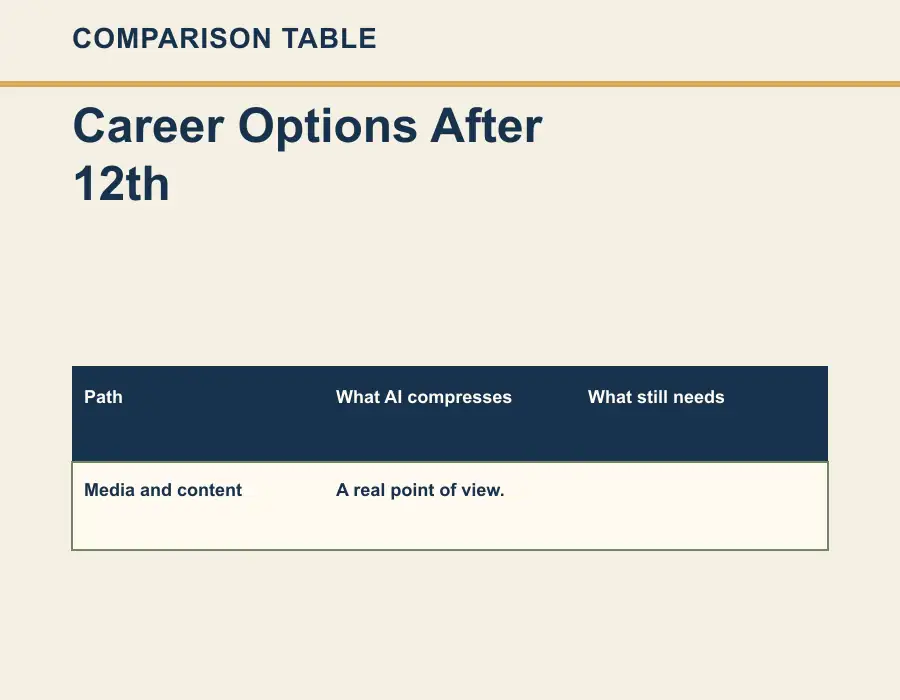 COMPARISON TABLE
Career Options After
12th
Path What AI compresses What still needs
Media and content A real point of view.